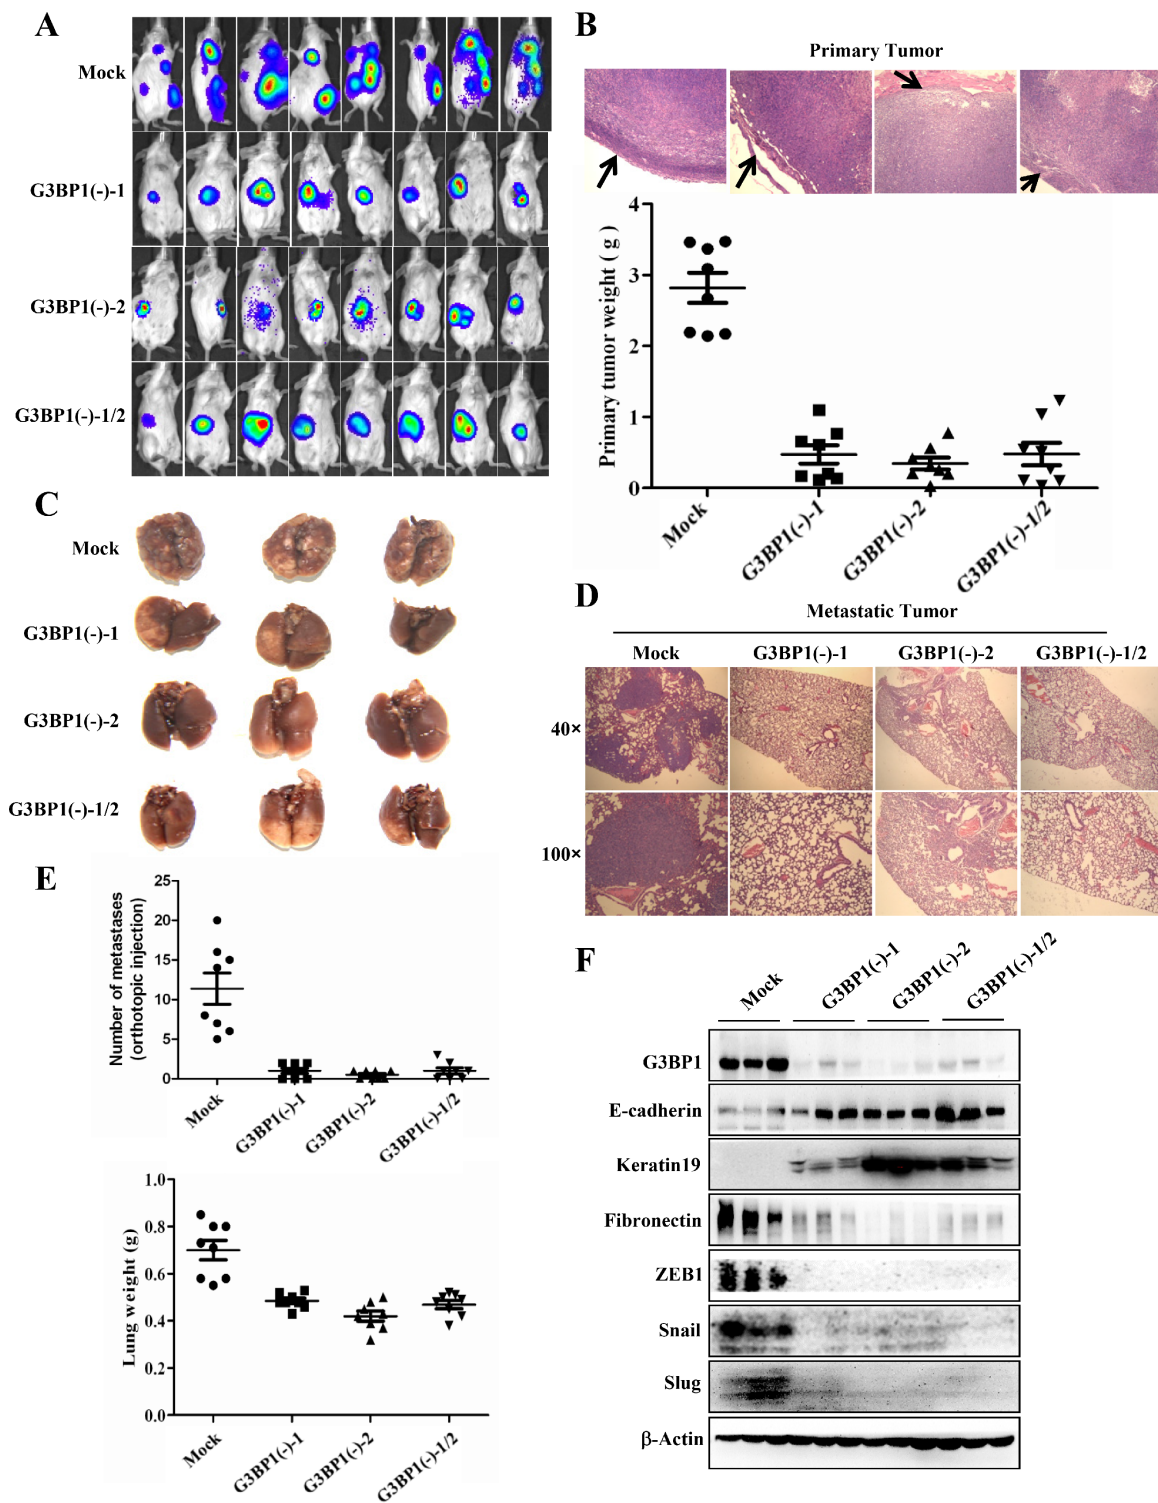 A
Mock
G3BP1(-)-1
G3BP1(-)-2
G3BP1(-)-1/2
B
Primary Tumor
Primary tumor weight ( g )
4
3
2
1
0
Mock
G3BP1(-)-1
G3BP1(-)-2
G3BP1(-)-1/2
C
Mock
G3BP1(-)-1
G3BP1(-)-2
G3BP1(-)-1/2
D
Metastatic Tumor
Mock
G3BP1(-)-1
G3BP1(-)-2
G3BP1(-)-1/2
40×
100×
E
Number of metastases
(orthotopic injection)
25
20
15
10
5
0
Mock
G3BP1(-)-1
G3BP1(-)-2
G3BP1(-)-1/2
Lung weight (g)
1.0
0.8
0.6
0.4
0.2
0.0
Mock
G3BP1(-)-1
G3BP1(-)-2
G3BP1(-)-1/2
F
Mock
G3BP1(-)-1
G3BP1(-)-2
G3BP1(-)-1/2
G3BP1
E-cadherin
Keratin19
Fibronectin
ZEB1
Snail
Slug
β-Actin